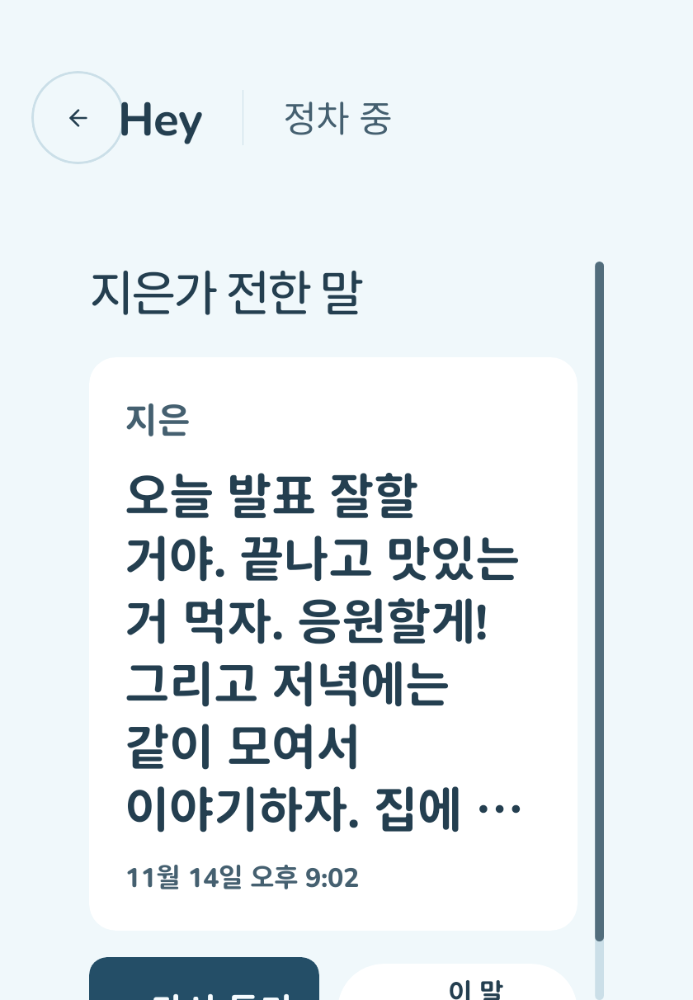 Hey 정차 중
지은가 전한 말
지은
오늘 발표 잘할
거야. 끝나고 맛있는
거 먹자. 응원할게!
그리고 저녁에는
같이 모여서
이야기하자. 집에 …
11월 14일 오후 9:02
이 말